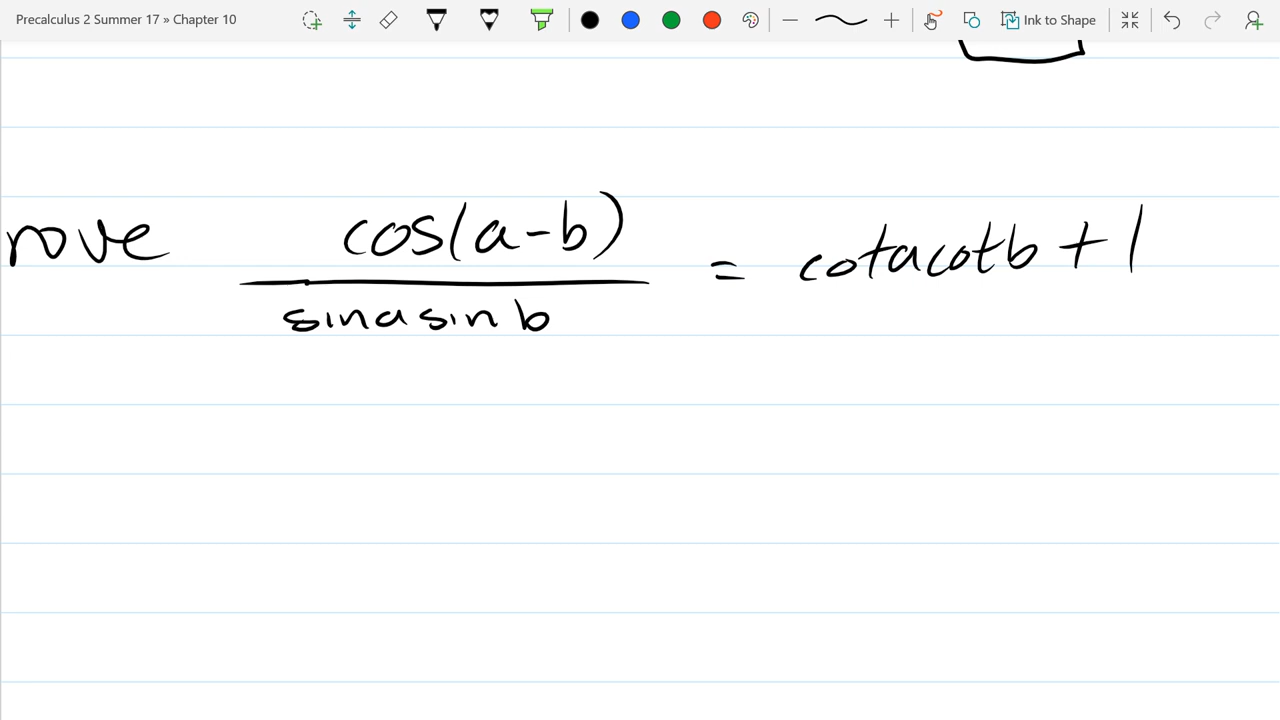 Precalculus 2 Summer 17 » Chapter 10
Ink to Shape
rove cos(a-b) / sinasinb = cotacotb + 1